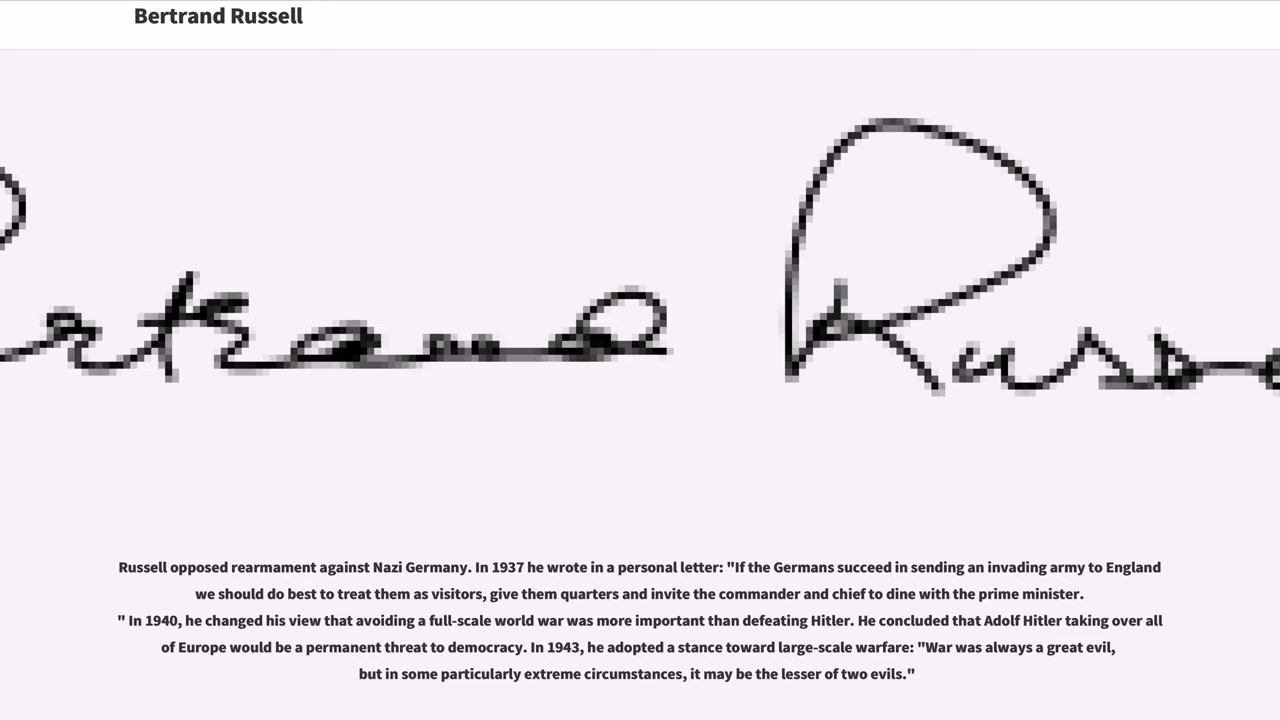 Bertrand Russell
ertrand Russe
Russell opposed rearmament against Nazi Germany. In 1937 he wrote in a personal letter: "If the Germans succeed in sending an invading army to England
we should do best to treat them as visitors, give them quarters and invite the commander and chief to dine with the prime minister.
" In 1940, he changed his view that avoiding a full-scale world war was more important than defeating Hitler. He concluded that Adolf Hitler taking over all
of Europe would be a permanent threat to democracy. In 1943, he adopted a stance toward large-scale warfare: "War was always a great evil,
but in some particularly extreme circumstances, it may be the lesser of two evils."